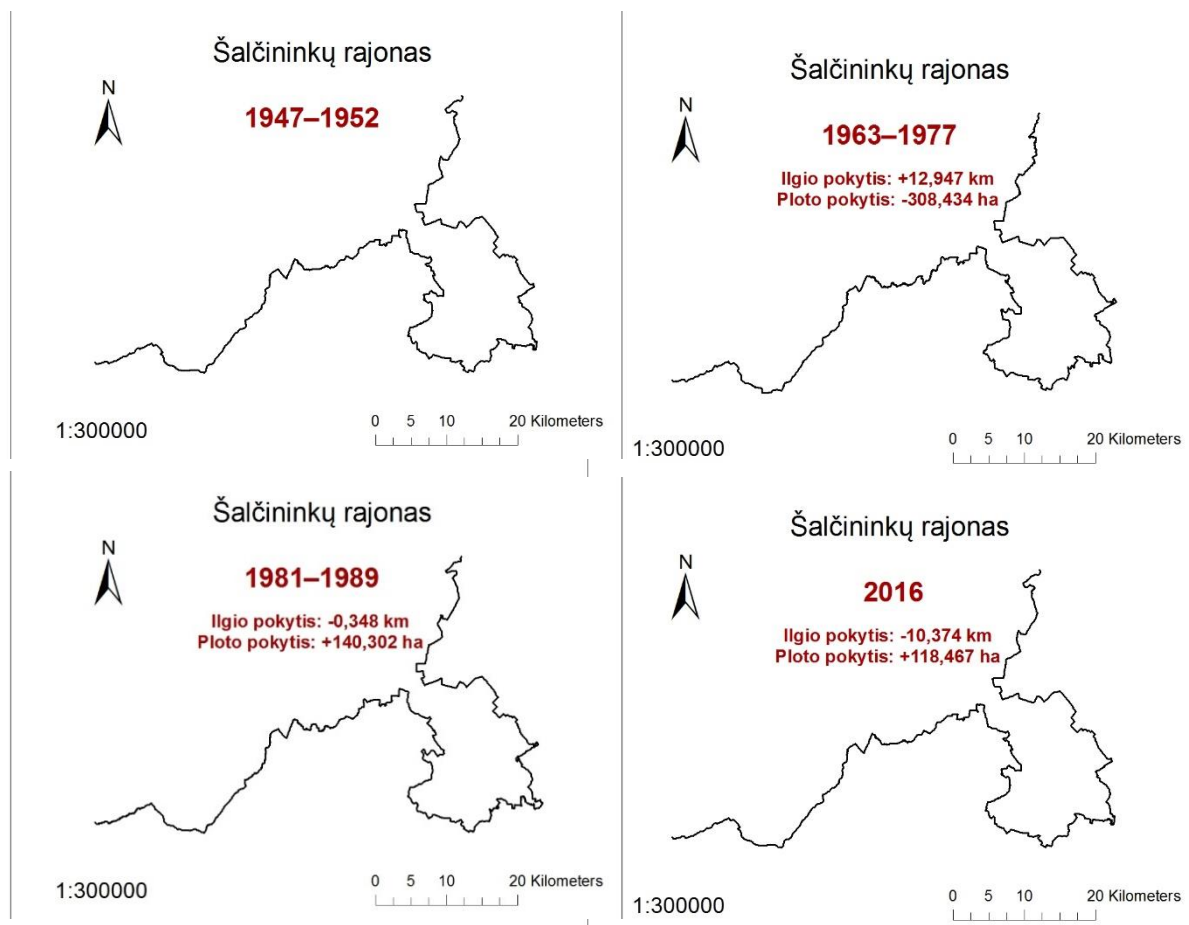 Šalčininkų rajonas
N
1947–1952
0 5 10 20 Kilometers
1:300000
Šalčininkų rajonas
N
1963–1977
Ilgio pokytis: +12,947 km
Ploto pokytis: -308,434 ha
0 5 10 20 Kilometers
1:300000
Šalčininkų rajonas
N
1981–1989
Ilgio pokytis: -0,348 km
Ploto pokytis: +140,302 ha
0 5 10 20 Kilometers
1:300000
Šalčininkų rajonas
N
2016
Ilgio pokytis: -10,374 km
Ploto pokytis: +118,467 ha
0 5 10 20 Kilometers
1:300000